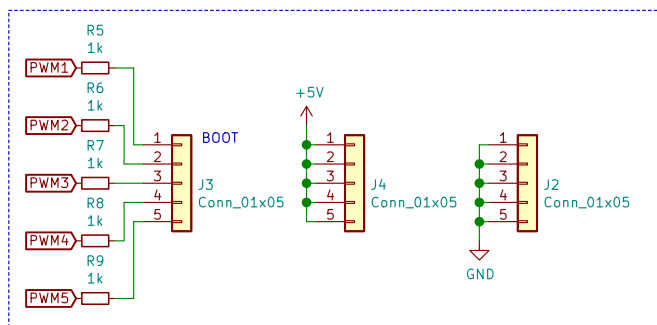 R5
1k
PWM1
R6
1k
PWM2
R7
1k
PWM3
R8
1k
PWM4
R9
1k
PWM5
1
2
3
4
5
BOOT
J3
Conn_01x05
+5V
1
2
3
4
5
J4
Conn_01x05
1
2
3
4
5
J2
Conn_01x05
GND